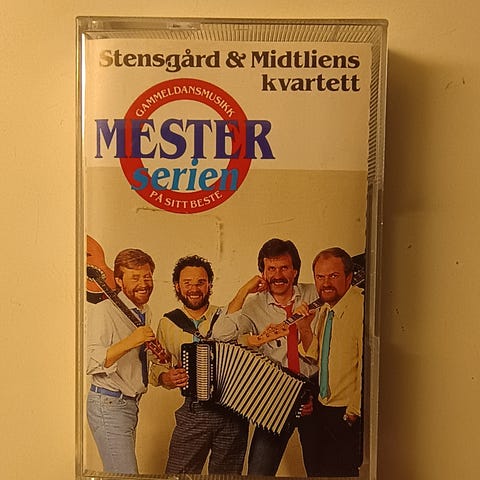 Stensgård & Midtliens
kvartett
GAMMELDANSMUSIKK
MESTER
serien
PÅ SITT BESTE